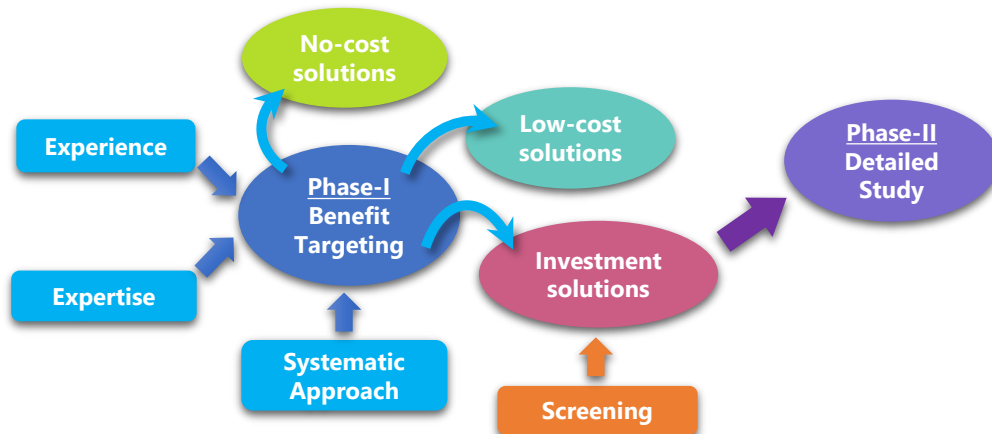 No-cost
solutions
Low-cost
solutions
Phase-II
Detailed
Study
Experience
Phase-I
Benefit
Targeting
Expertise
Investment
solutions
Systematic
Approach
Screening